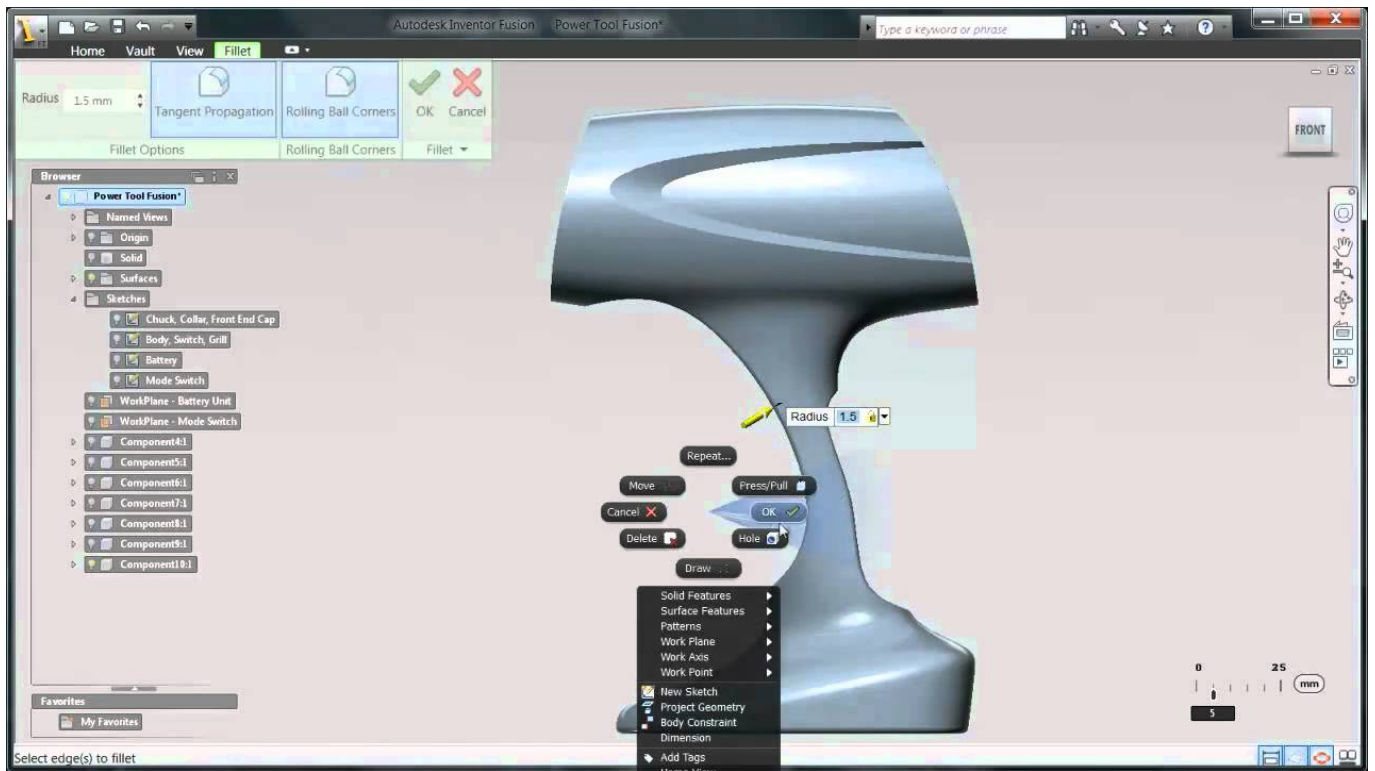 Autodesk Inventor Fusion Power Tool Fusion*
Type a keyword or phrase
Home Vault View Fillet
Radius 1.5 mm
Tangent Propagation
Rolling Ball Corners
OK Cancel
Fillet Options
Rolling Ball Corners
Fillet
FRONT
Browser
Power Tool Fusion*
Named Views
Origin
Solid
Surfaces
Sketches
Chuck, Collar, Front End Cap
Body, Switch, Grill
Battery
Mode Switch
WorkPlane - Battery Unit
WorkPlane - Mode Switch
Component4:1
Component5:1
Component6:1
Component7:1
Component8:1
Component9:1
Component10:1
Radius 1.5
Repeat...
Move
Press/Pull
Cancel
OK
Delete
Hole
Draw
Solid Features
Surface Features
Patterns
Work Plane
Work Axis
Work Point
New Sketch
Project Geometry
Body Constraint
Dimension
Add Tags
0 25
mm
5
Favorites
My Favorites
Select edge(s) to fillet